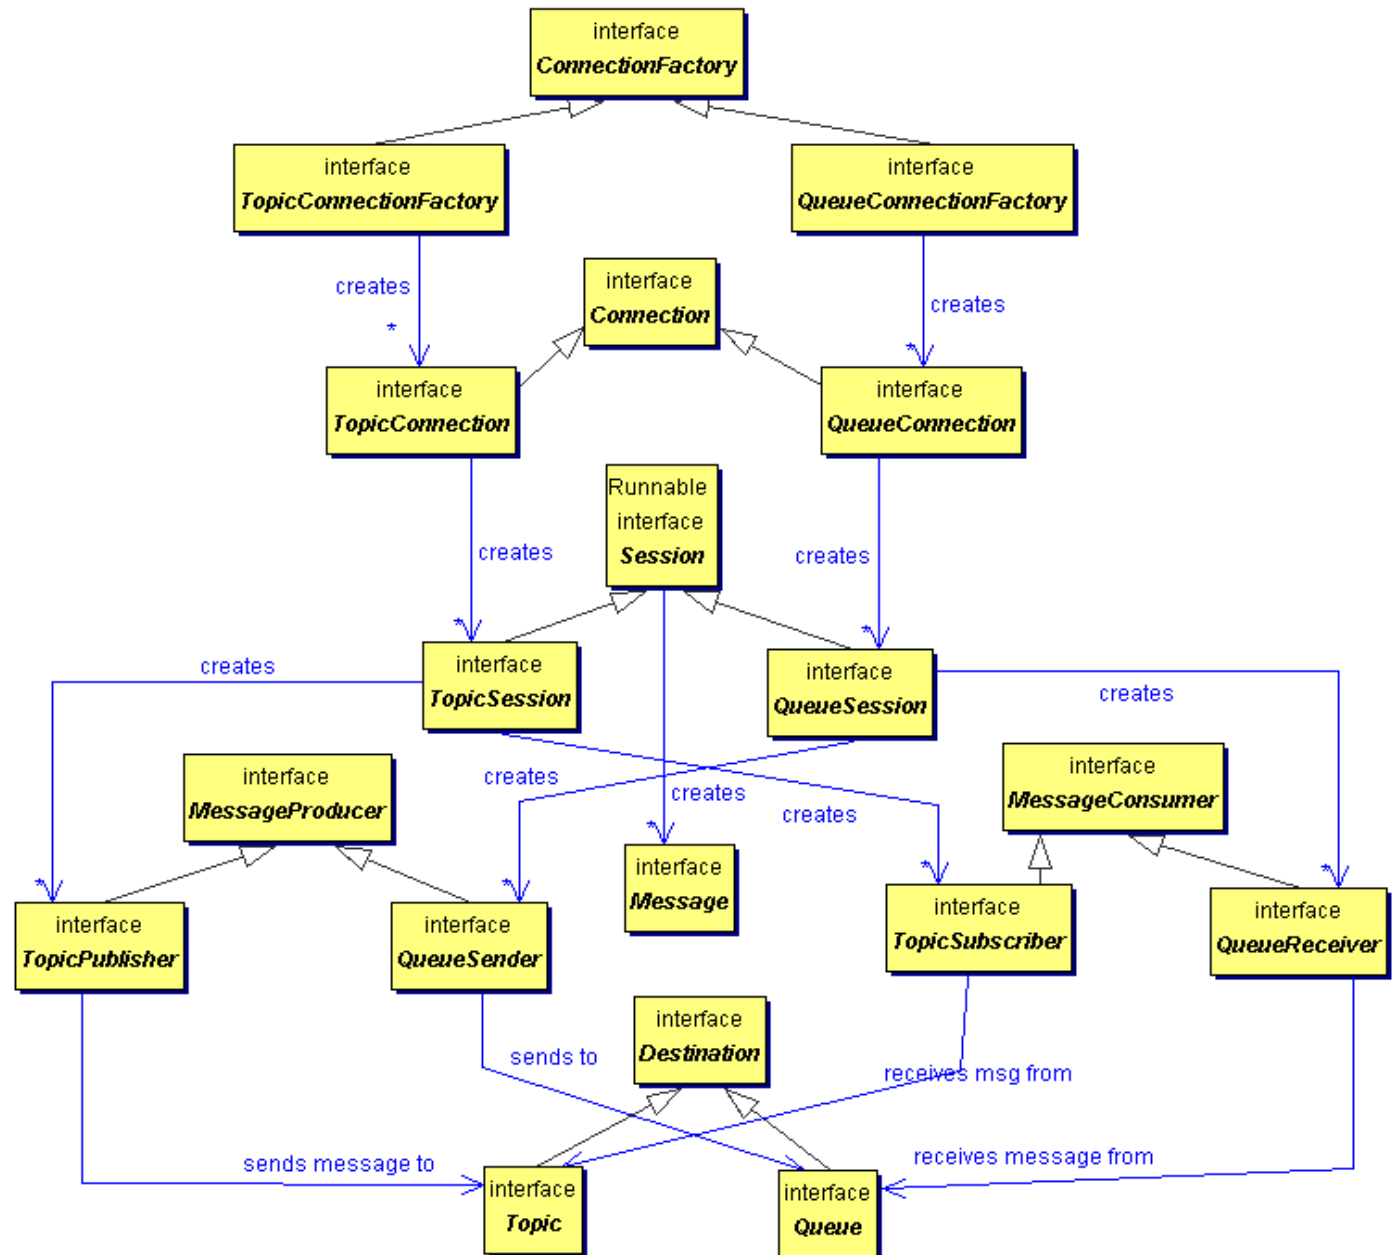 interface
ConnectionFactory
interface
TopicConnectionFactory
interface
QueueConnectionFactory
creates
*
interface
Connection
creates
*
interface
TopicConnection
interface
QueueConnection
Runnable
interface
Session
creates
*
creates
*
interface
TopicSession
interface
QueueSession
creates
*
creates
*
interface
MessageProducer
creates
*
creates
*
creates
*
interface
MessageConsumer
interface
Message
interface
TopicPublisher
interface
QueueSender
interface
TopicSubscriber
interface
QueueReceiver
interface
Destination
sends to
receives msg from
sends message to
receives message from
interface
Topic
interface
Queue